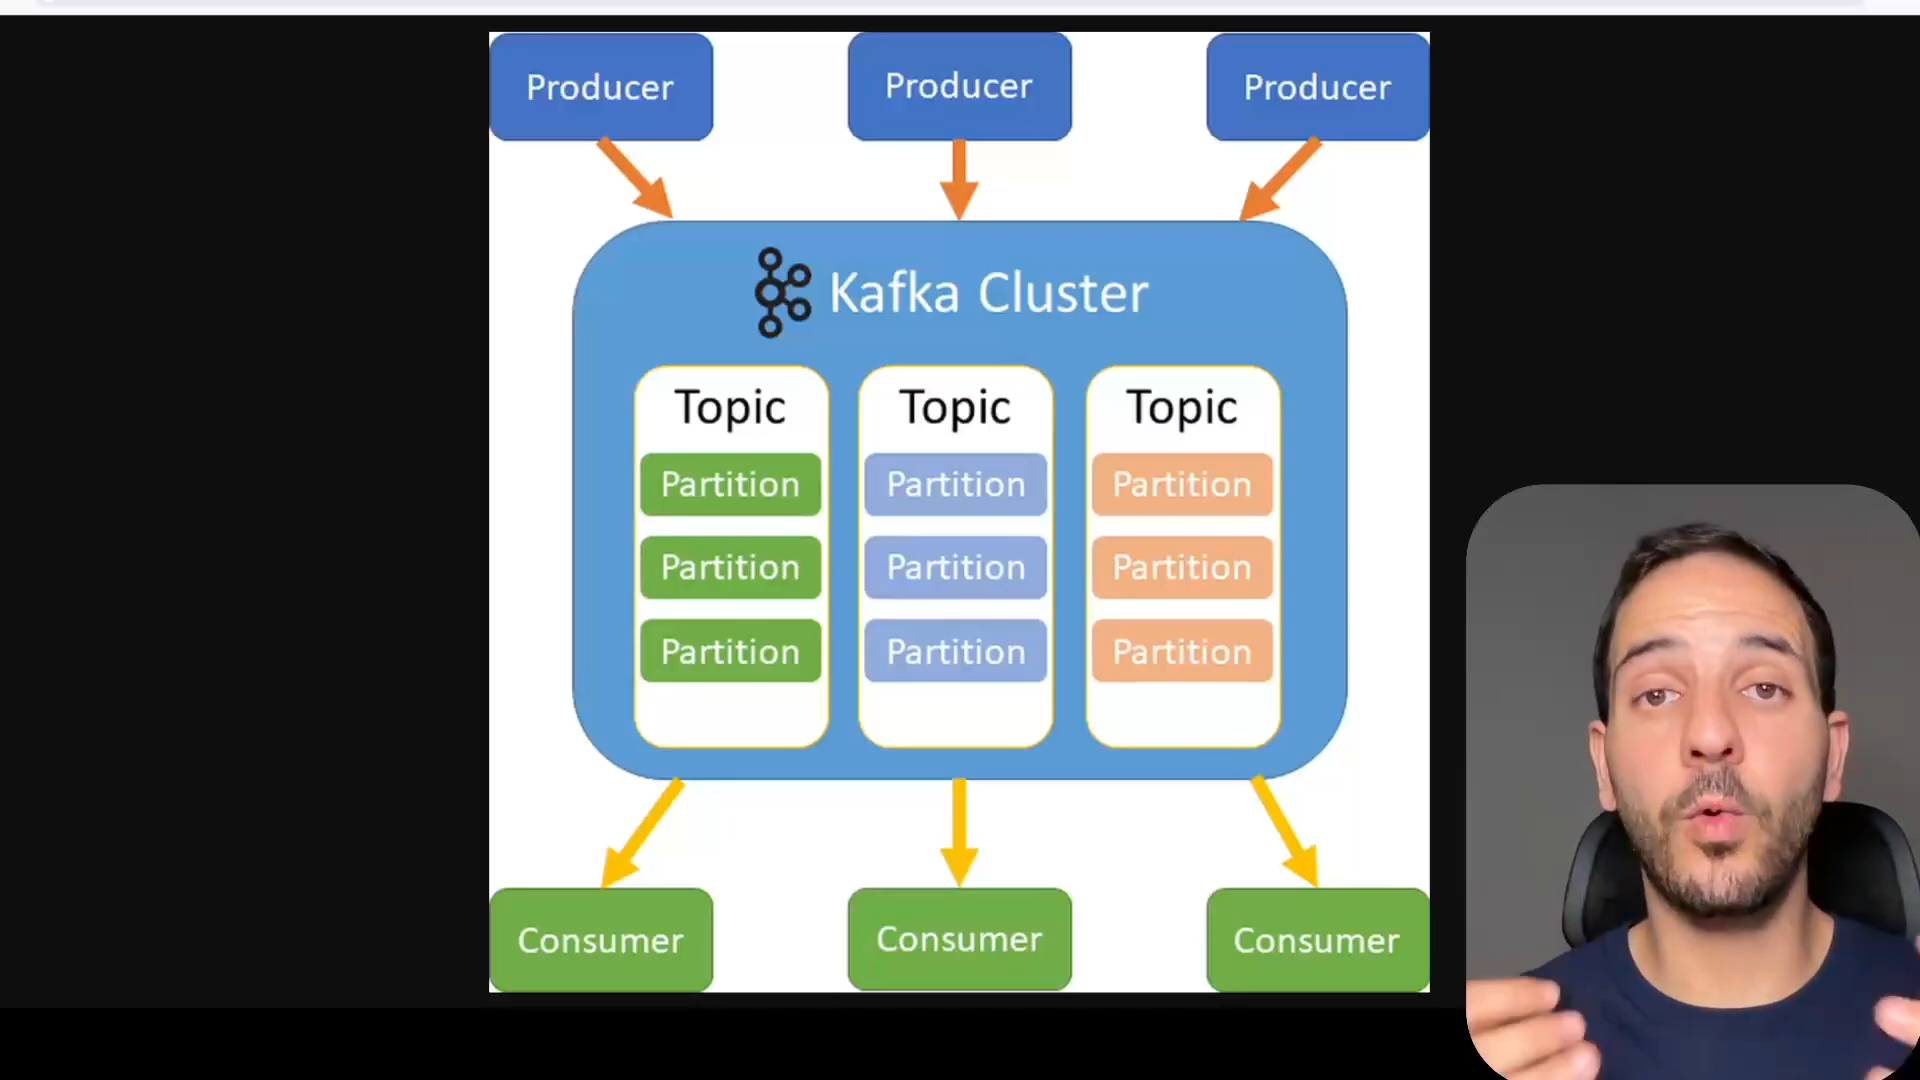 Producer
Producer
Producer
Kafka Cluster
Topic
Topic
Topic
Partition
Partition
Partition
Partition
Partition
Partition
Partition
Partition
Partition
Consumer
Consumer
Consumer